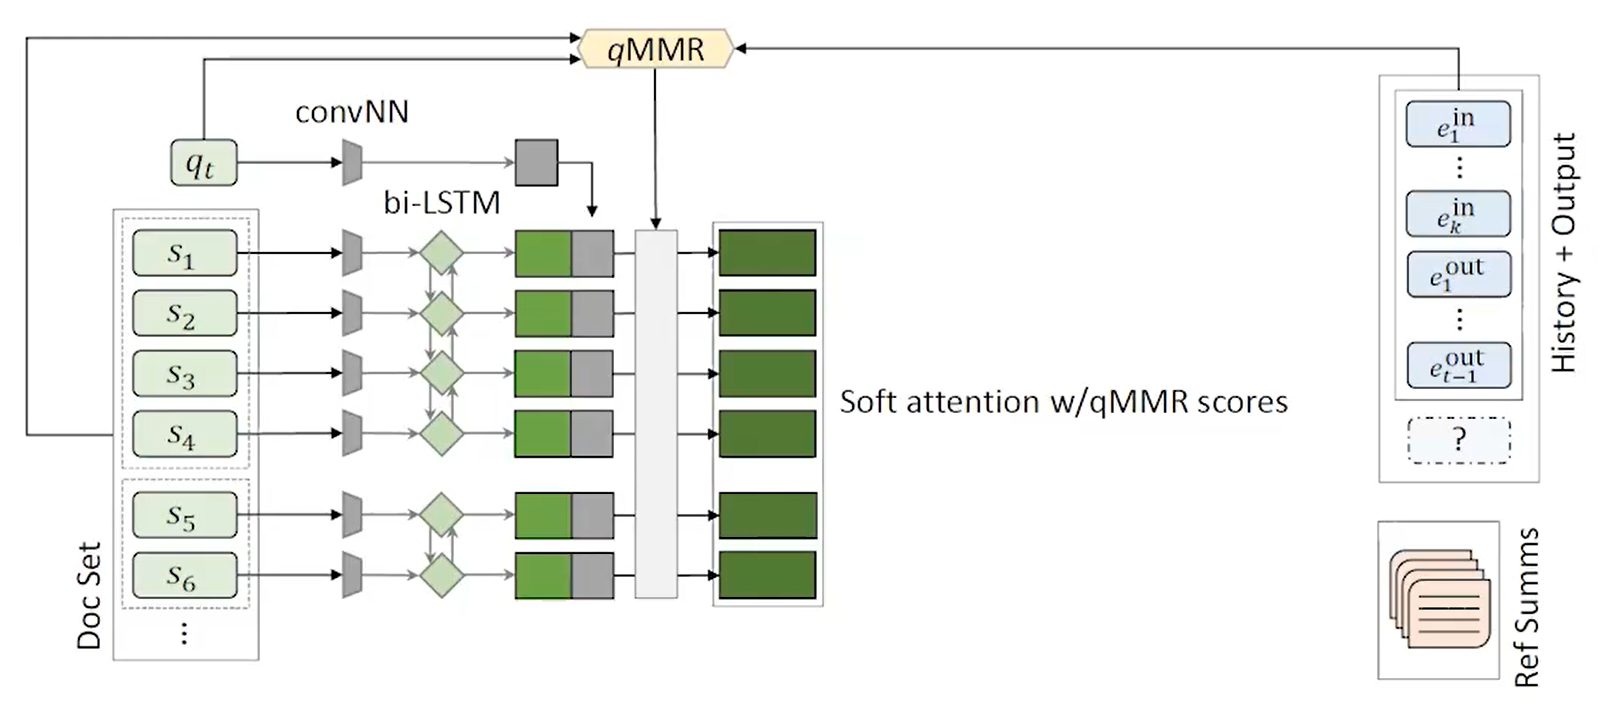 qMMR
convNN
q_t
bi-LSTM
s_1
s_2
s_3
s_4
s_5
s_6
⋮
Doc Set
Soft attention w/qMMR scores
e_1^in
⋮
e_k^in
e_1^out
⋮
e_{t-1}^out
?
History + Output
Ref Summs